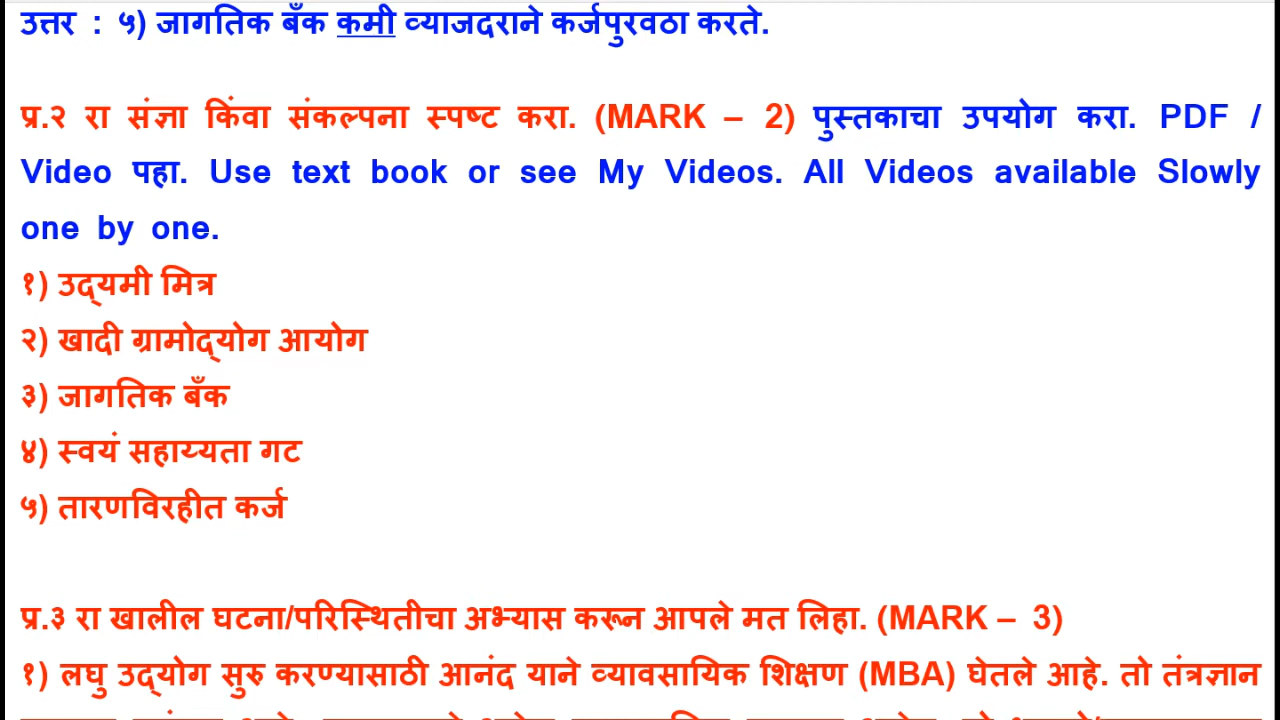 उत्तर : ५) जागतिक बँक कमी व्याजदराने कर्जपुरवठा करते.
प्र.२ रा संज्ञा किंवा संकल्पना स्पष्ट करा. (MARK – 2) पुस्तकाचा उपयोग करा. PDF /
Video पहा. Use text book or see My Videos. All Videos available Slowly
one by one.
१) उद्‌यमी मित्र
२) खादी ग्रामोद्‌योग आयोग
३) जागतिक बँक
४) स्वयं सहाय्यता गट
५) तारणविरहीत कर्ज
प्र.३ रा खालील घटना/परिस्थितीचा अभ्यास करून आपले मत लिहा. (MARK – 3)
१) लघु उद्‌योग सुरु करण्यासाठी आनंद याने व्यावसायिक शिक्षण (MBA) घेतले आहे. तो तंत्रज्ञान